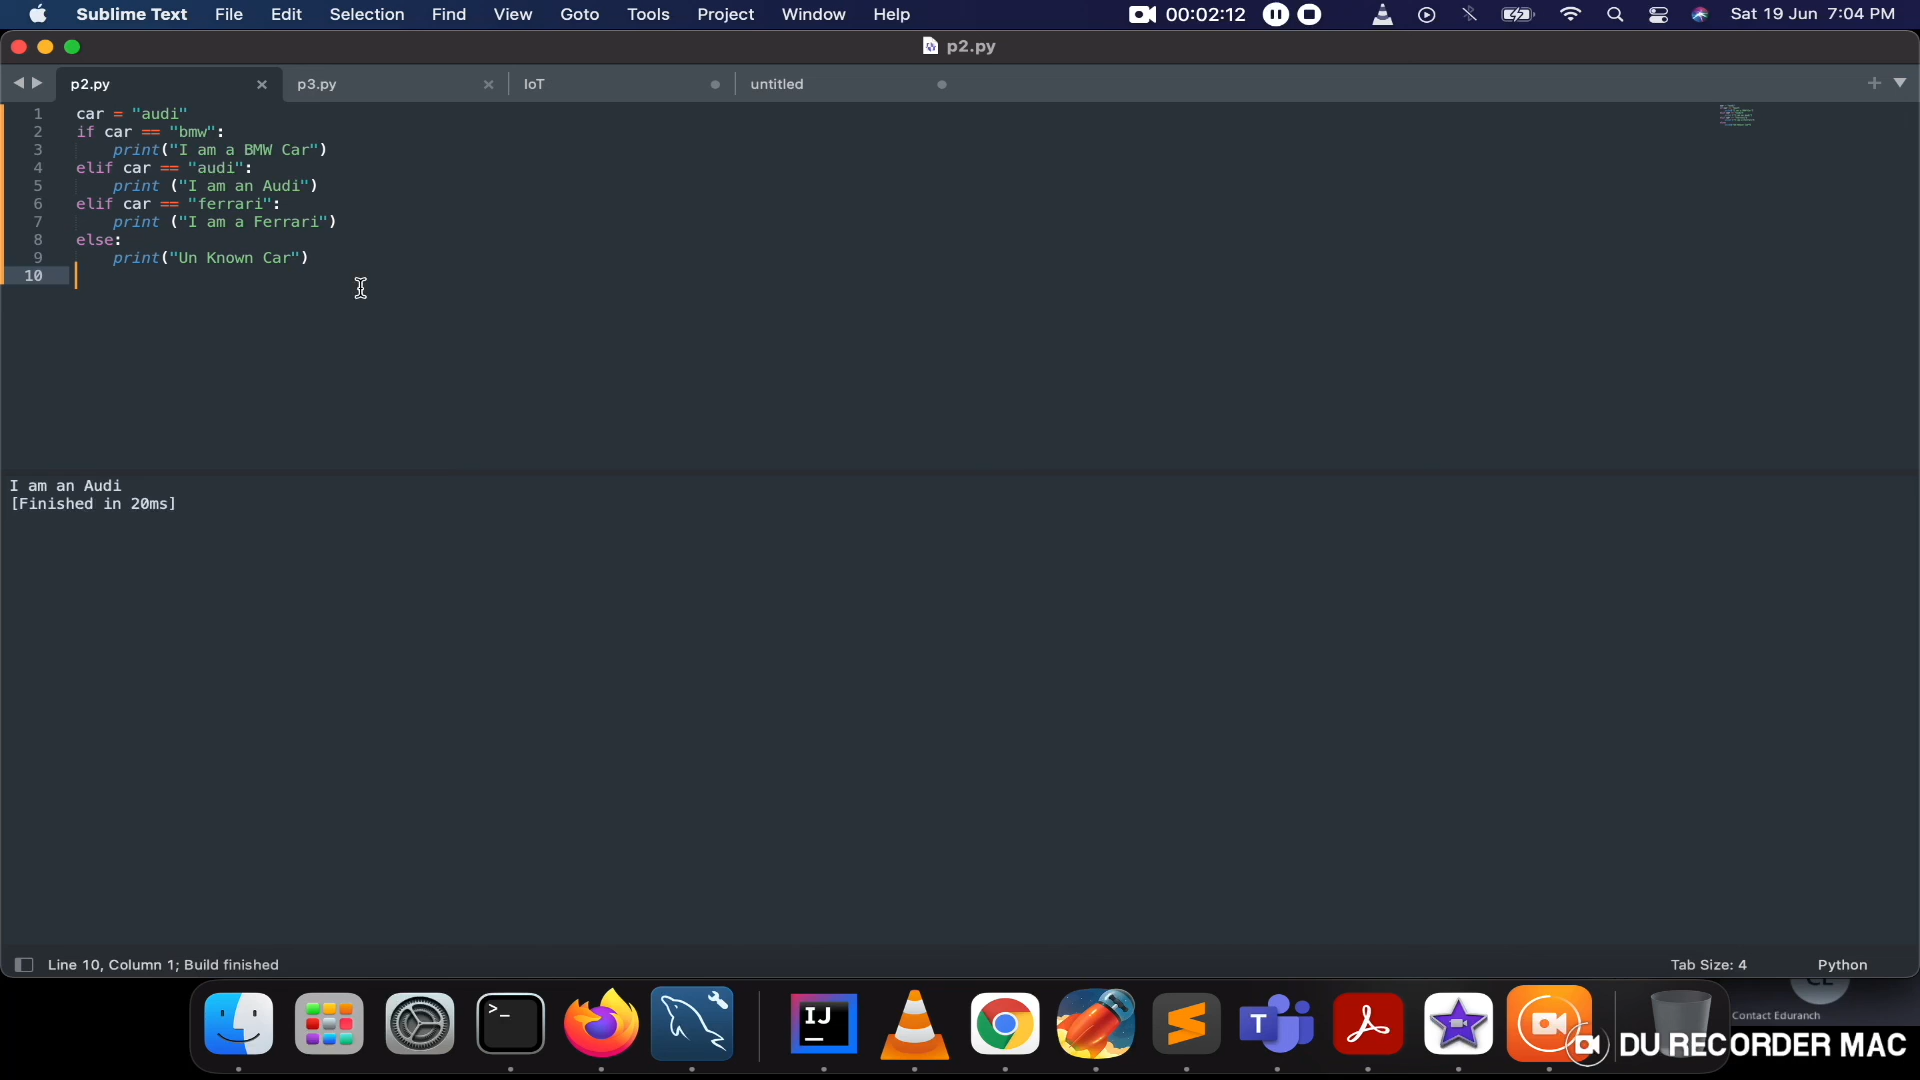 Sublime Text File Edit Selection Find View Goto Tools Project Window Help 00:02:12 Sat 19 Jun 7:04 PM
p2.py
p2.py p3.py IoT untitled
1 car = "audi"
2 if car == "bmw":
3 print("I am a BMW Car")
4 elif car == "audi":
5 print ("I am an Audi")
6 elif car == "ferrari":
7 print ("I am a Ferrari")
8 else:
9 print("Un Known Car")
10
I am an Audi
[Finished in 20ms]
Line 10, Column 1; Build finished Tab Size: 4 Python
CL
Contact Eduranch
>_
IJ
T
DU RECORDER MAC